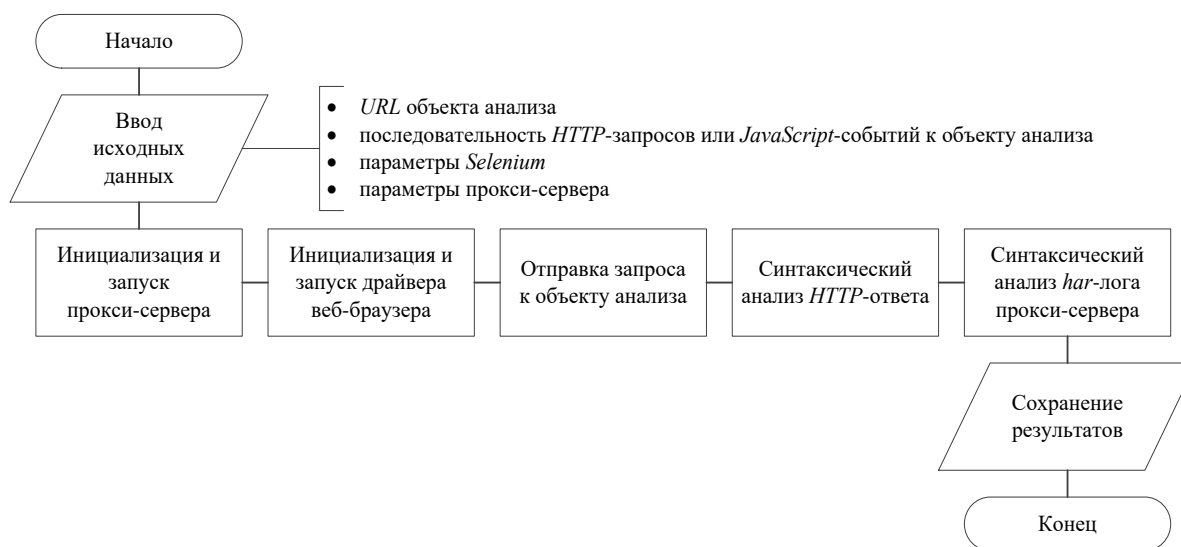 Начало
Ввод
исходных
данных
• URL объекта анализа
• последовательность HTTP-запросов или JavaScript-событий к объекту анализа
• параметры Selenium
• параметры прокси-сервера
Инициализация и
запуск
прокси-сервера
Инициализация и
запуск драйвера
веб-браузера
Отправка запроса
к объекту анализа
Синтаксический
анализ HTTP-ответа
Синтаксический
анализ har-лога
прокси-сервера
Сохранение
результатов
Конец